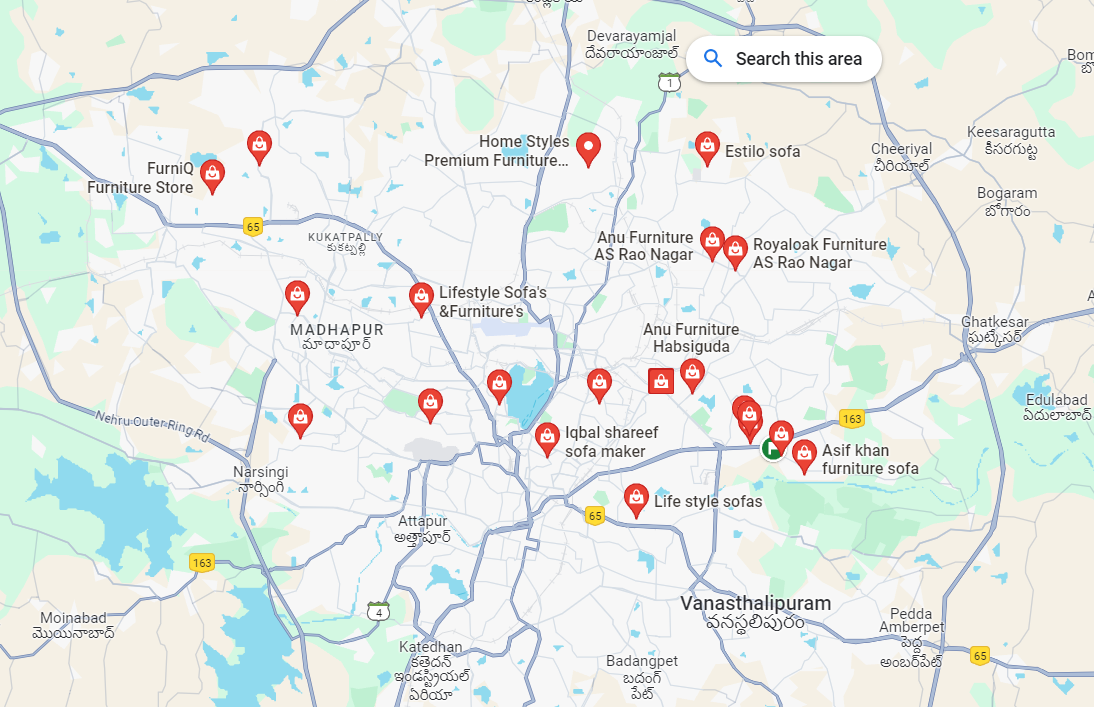 Devarayamjal
దేవరాయాంజాల్
Search this area
1
Keesaragutta
కీసరగుట్ట
Cheeriyal
చీరియాల్
Home Styles
Premium Furniture...
Estilo sofa
FurniQ
Furniture Store
Bogaram
బోగారం
65
KUKATPALLY
కుకట్పల్లి
Anu Furniture
AS Rao Nagar
Royaloak Furniture
AS Rao Nagar
Lifestyle Sofa's
&Furniture's
MADHAPUR
మాదాపూర్
Anu Furniture
Habsiguda
Ghatkesar
ఘట్కేసర్
Edulabad
ఏదులాబాద్
Nehru Outer Ring Rd
163
Iqbal shareef
sofa maker
Asif khan
furniture sofa
Narsingi
నార్సింగి
Life style sofas
65
Attapur
అత్తాపూర్
163
4
Moinabad
మొయినాబాద్
Vanasthalipuram
వనస్థలిపురం
Pedda
Amberpet
పెద్ద
అంబర్‌పేట్
65
Katedhan
కతెదన్
ఇండస్ట్రియల్
ఏరియా
Badangpet
బదంగ్
పేట్